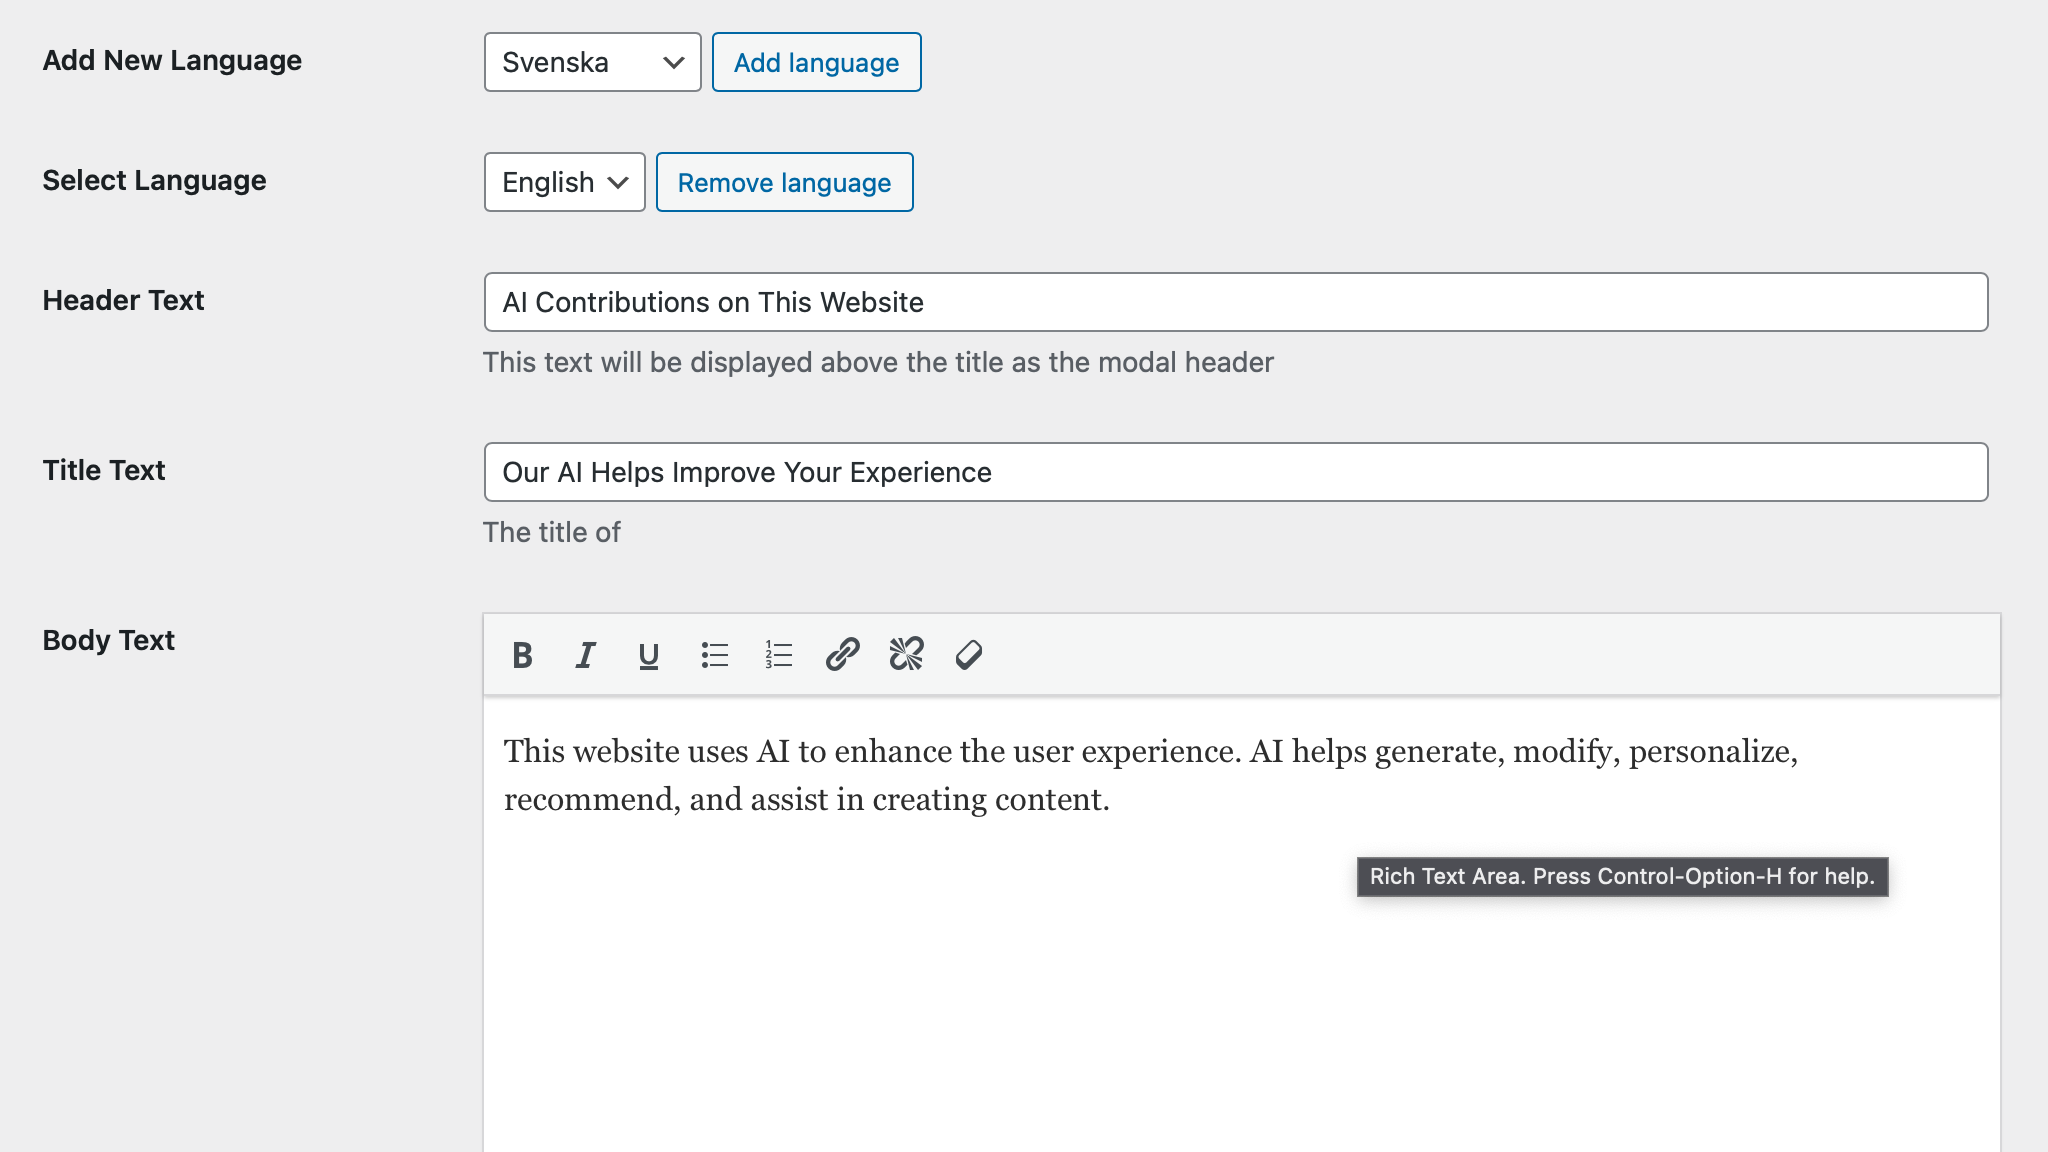 Add New Language
Svenska
Add language
Select Language
English
Remove language
Header Text
AI Contributions on This Website
This text will be displayed above the title as the modal header
Title Text
Our AI Helps Improve Your Experience
The title of
Body Text
B I U
This website uses AI to enhance the user experience. AI helps generate, modify, personalize,
recommend, and assist in creating content.
Rich Text Area. Press Control-Option-H for help.